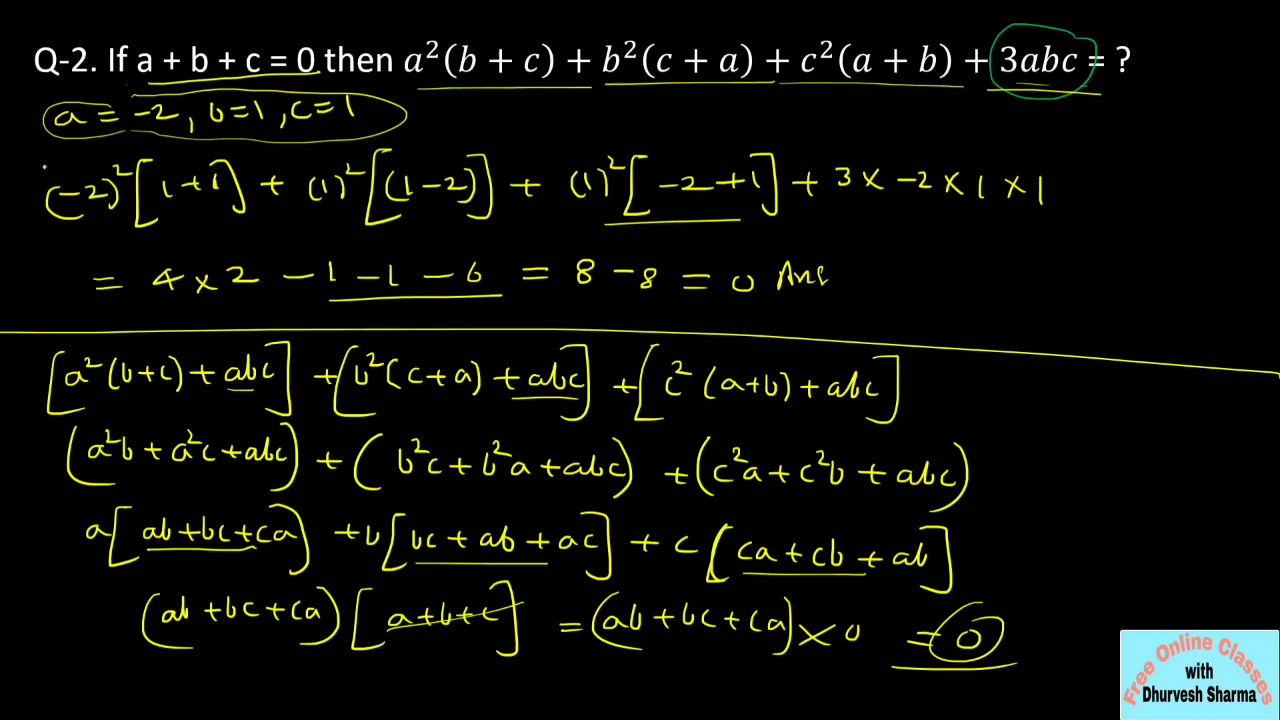 Q-2. If a + b + c = 0 then a²(b + c) + b²(c + a) + c²(a + b) + 3abc = ?
a = -2, b=1, c=1
(-2)²[1+1] + (1)²[(1-2)] + (1)²[-2+1] + 3 x -2 x 1 x 1
= 4 x 2 - 1 - 1 - 6 = 8 - 8 = 0 Ans
[a²(b+c) + abc] + [b²(c+a) + abc] + [c²(a+b) + abc]
(a²b + a²c + abc) + (b²c + b²a + abc) + (c²a + c²b + abc)
a[ab + bc + ca) + b[bc + ab + ac] + c[ca + cb + ab]
(ab + bc + ca)[a+b+c] = (ab + bc + ca) x 0 = 0
Free Online Classes
with
Dhurvesh Sharma